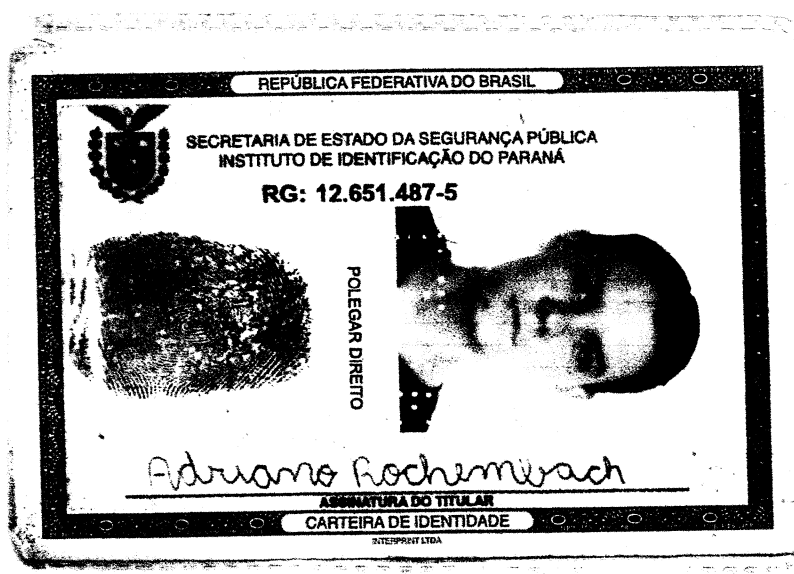 REPÚBLICA FEDERATIVA DO BRASIL
SECRETARIA DE ESTADO DA SEGURANÇA PÚBLICA
INSTITUTO DE IDENTIFICAÇÃO DO PARANÁ
RG: 12.651.487-5
POLEGAR DIREITO
Adriano Rochembach
ASSINATURA DO TITULAR
CARTEIRA DE IDENTIDADE
INTERPRINT LTDA